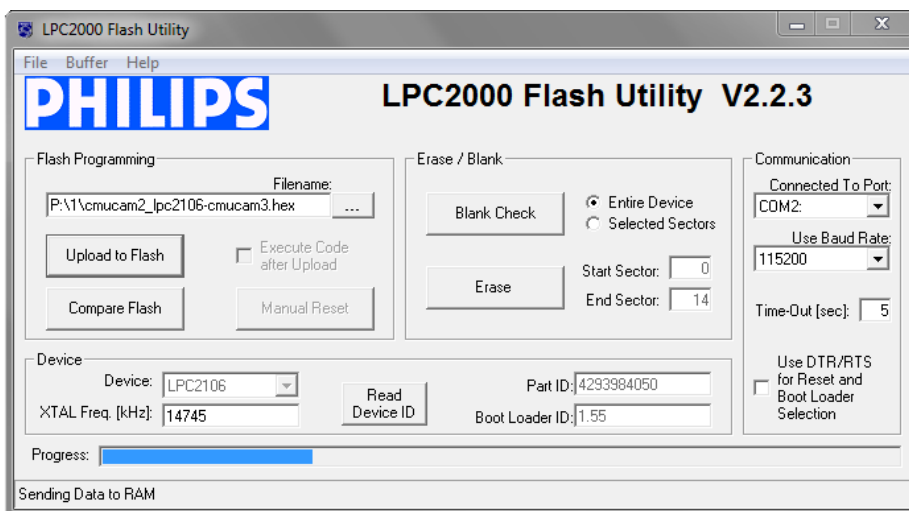 LPC2000 Flash Utility
File Buffer Help
PHILIPS
LPC2000 Flash Utility V2.2.3
Flash Programming
Filename:
P:\1\cmucam2_lpc2106-cmucam3.hex
...
Upload to Flash
Execute Code
after Upload
Compare Flash
Manual Reset
Erase / Blank
Blank Check
Entire Device
Selected Sectors
Erase
Start Sector: 0
End Sector: 14
Communication
Connected To Port:
COM2:
Use Baud Rate:
115200
Time-Out [sec]: 5
Use DTR/RTS
for Reset and
Boot Loader
Selection
Device
Device: LPC2106
XTAL Freq. [kHz]: 14745
Read
Device ID
Part ID: 4293984050
Boot Loader ID: 1.55
Progress:
Sending Data to RAM